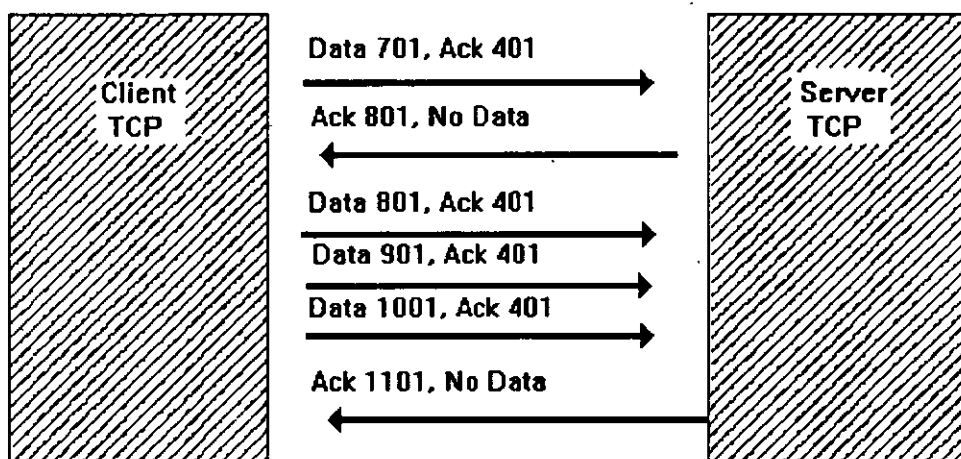 Data 701, Ack 401
Client
TCP
Server
TCP
Ack 801, No Data
Data 801, Ack 401
Data 901, Ack 401
Data 1001, Ack 401
Ack 1101, No Data